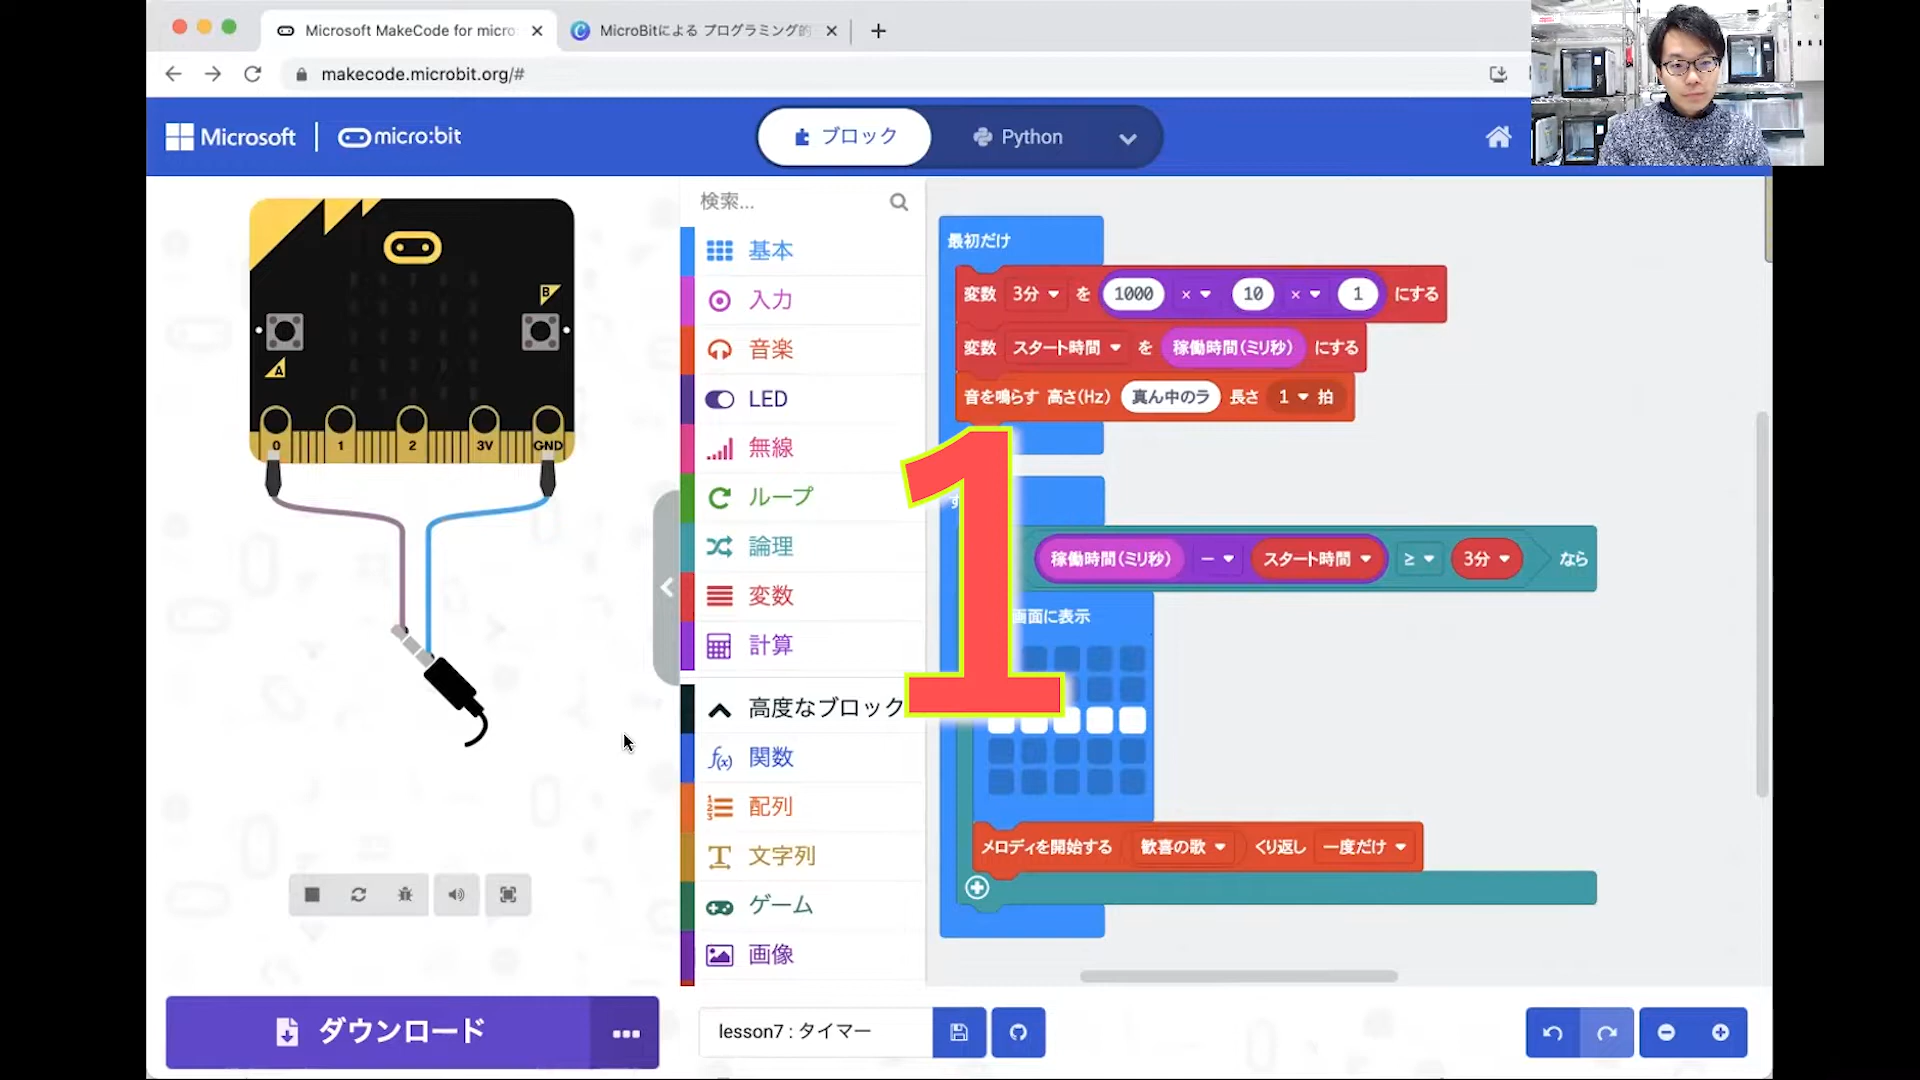 Microsoft MakeCode for micro
MicroBitによる プログラミング的
makecode.microbit.org/#
Microsoft
micro:bit
ブロック
Python
B
A
0
1
2
3V
GND
検索...
基本
入力
音楽
LED
無線
ループ
論理
変数
計算
高度なブロック
関数
配列
文字列
ゲーム
画像
最初だけ
変数 3分 を 1000 × 10 × 1 にする
変数 スタート時間 を 稼働時間(ミリ秒) にする
音を鳴らす 高さ(Hz) 真ん中のラ 長さ 1 拍
1
稼働時間(ミリ秒) − スタート時間 ≥ 3分 なら
画面に表示
メロディを開始する 歓喜の歌 くり返し 一度だけ
ダウンロード
lesson7 : タイマー